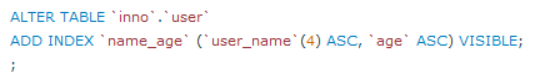 ALTER TABLE `inno`.`user`
ADD INDEX `name_age` (`user_name`(4) ASC, `age` ASC) VISIBLE;
;